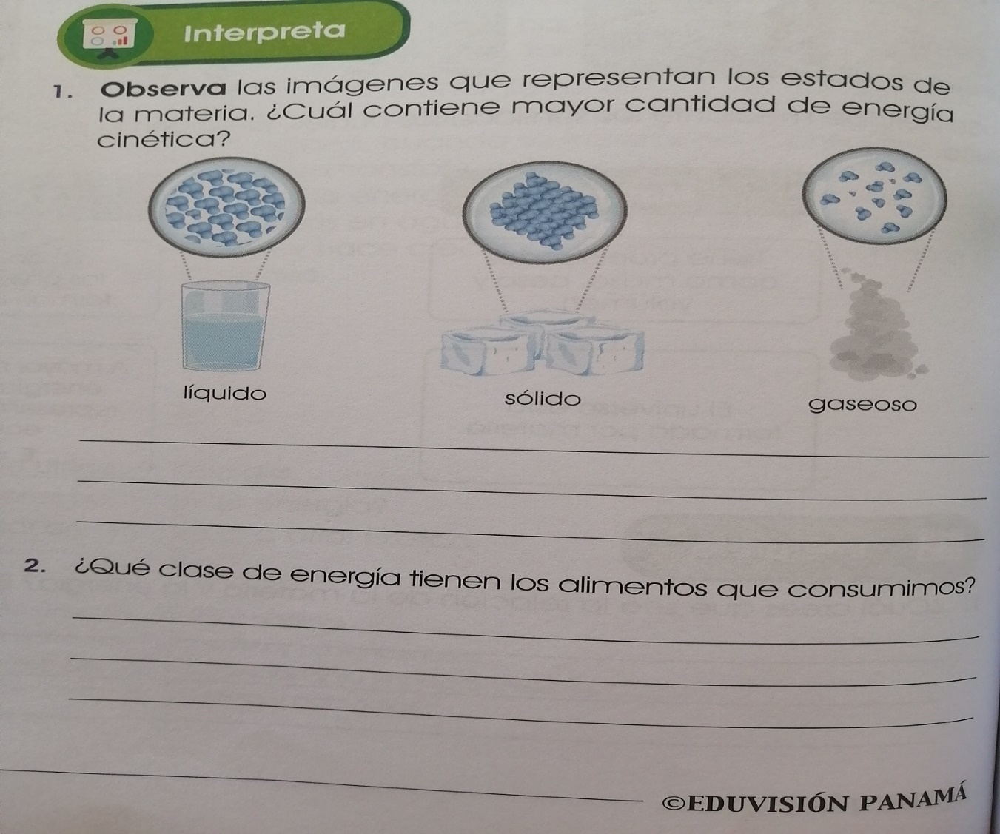 Interpreta
1. Observa las imágenes que representan los estados de
la materia. ¿Cuál contiene mayor cantidad de energía
cinética?
líquido
sólido
gaseoso
2. ¿Qué clase de energía tienen los alimentos que consumimos?
©EDUVISIÓN PANAMÁ